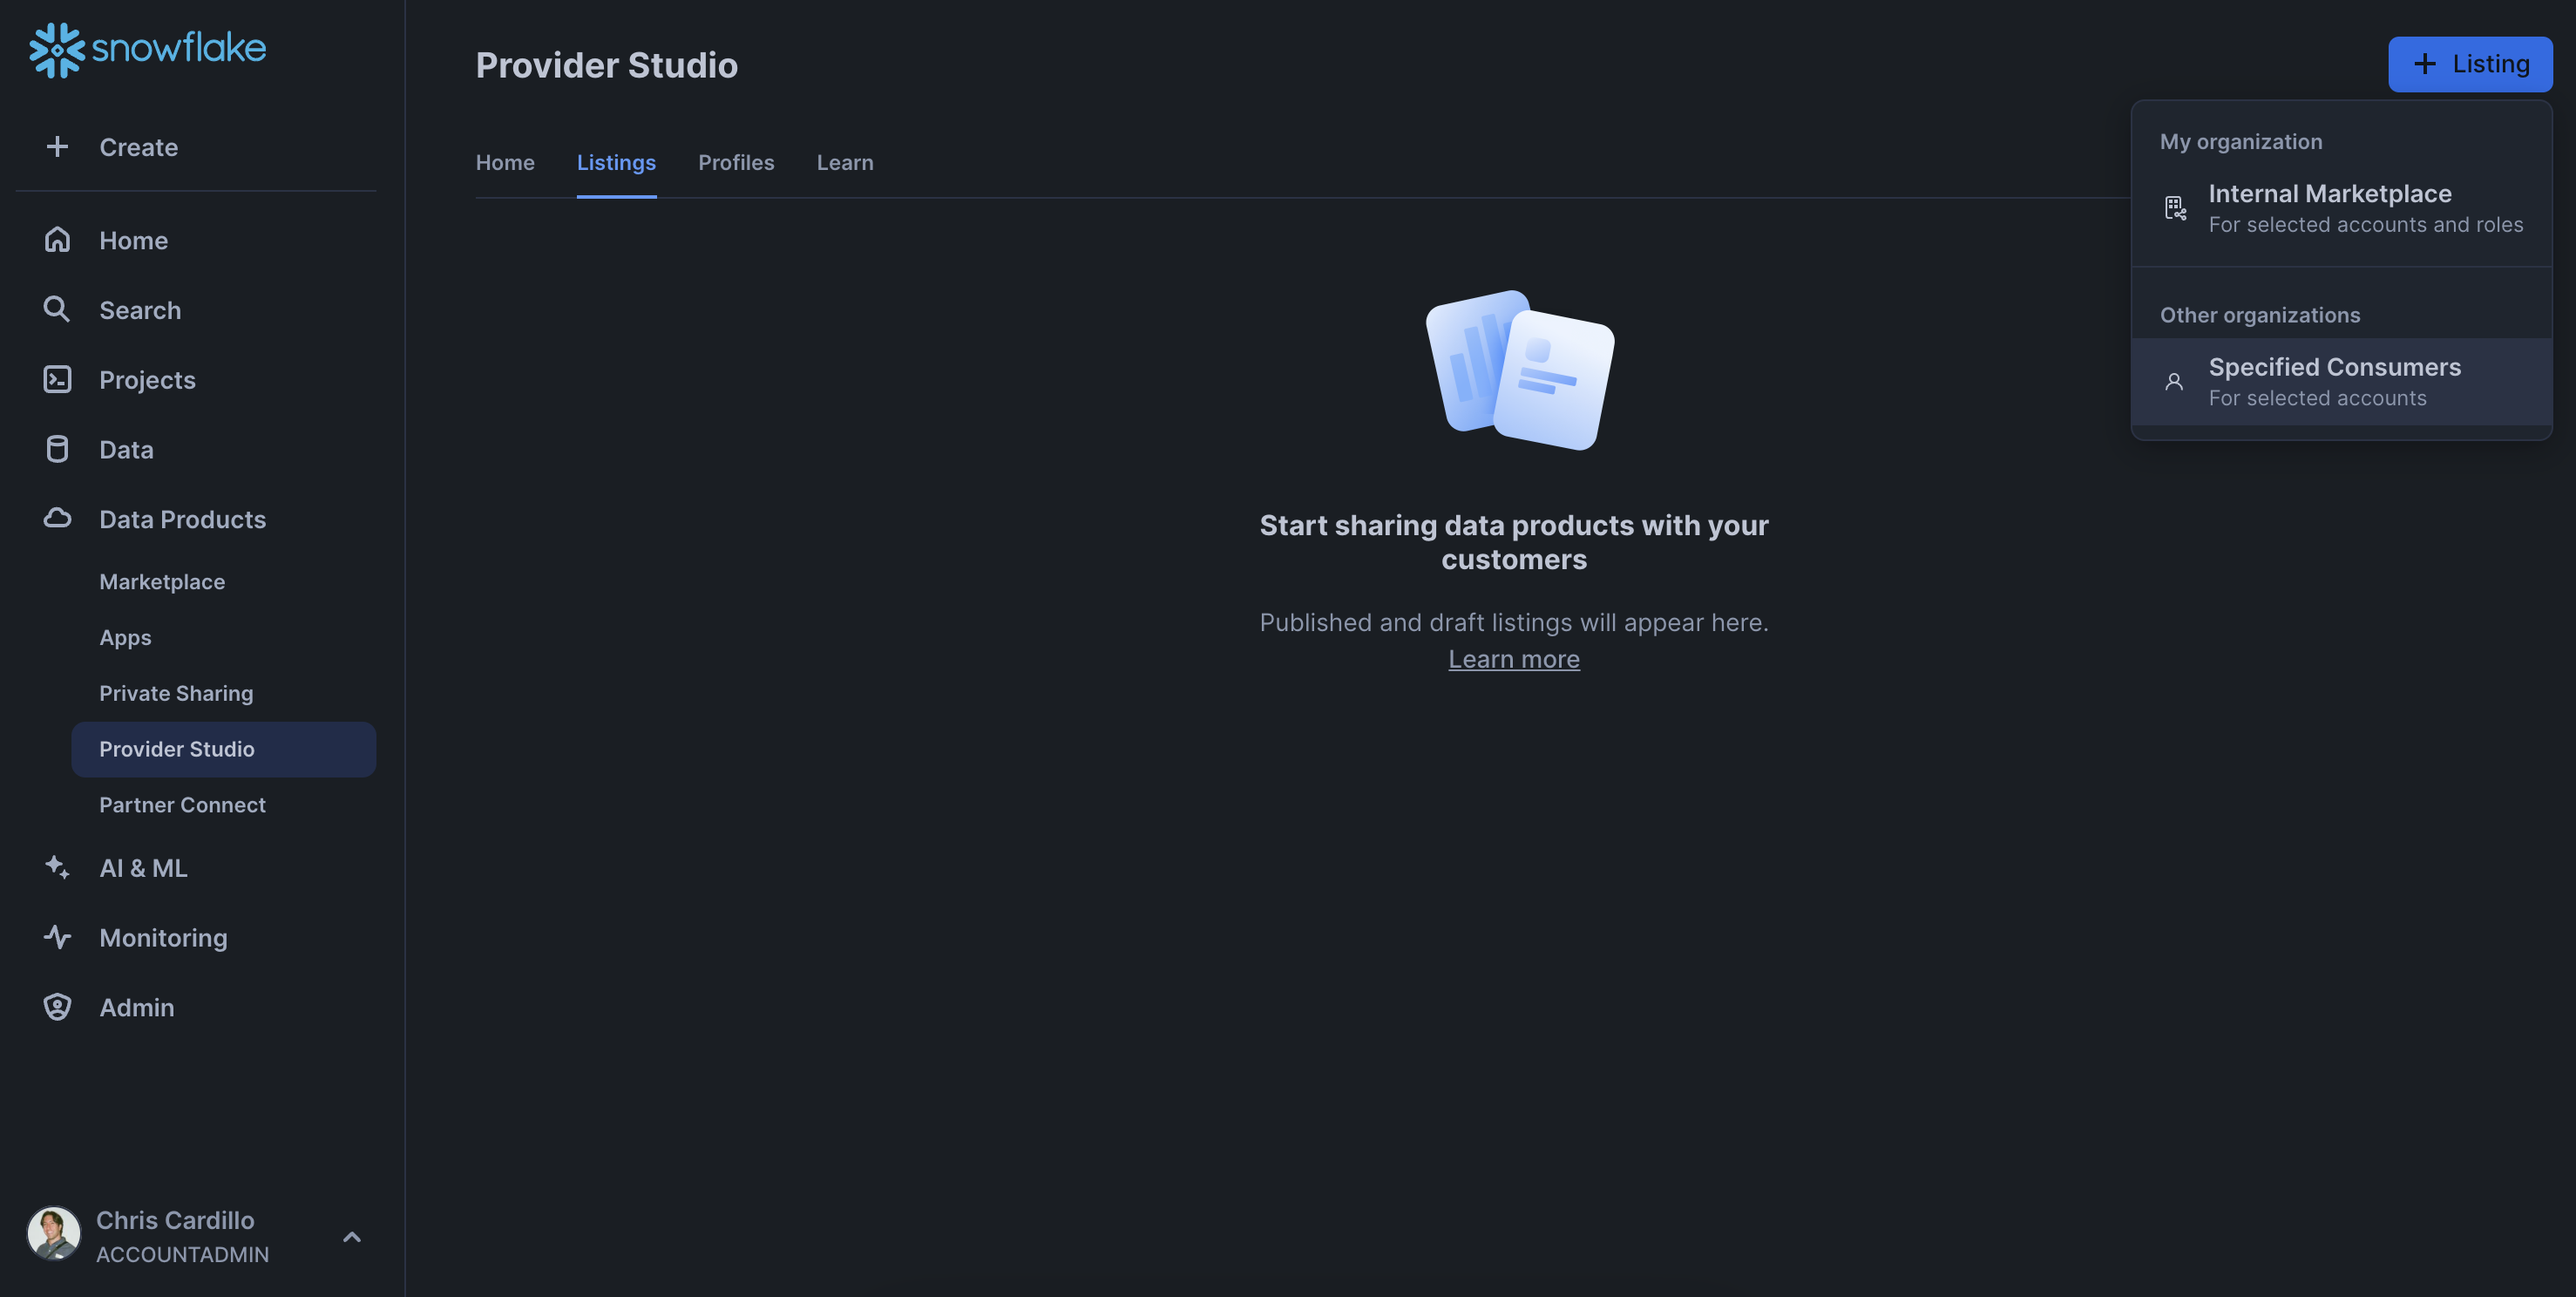 snowflake
Create
Home
Search
Projects
Data
Data Products
Marketplace
Apps
Private Sharing
Provider Studio
Partner Connect
AI & ML
Monitoring
Admin
Chris Cardillo
ACCOUNTADMIN
Provider Studio
Listing
Home Listings Profiles Learn
My organization
Internal Marketplace
For selected accounts and roles
Other organizations
Specified Consumers
For selected accounts
Start sharing data products with your
customers
Published and draft listings will appear here.
Learn more